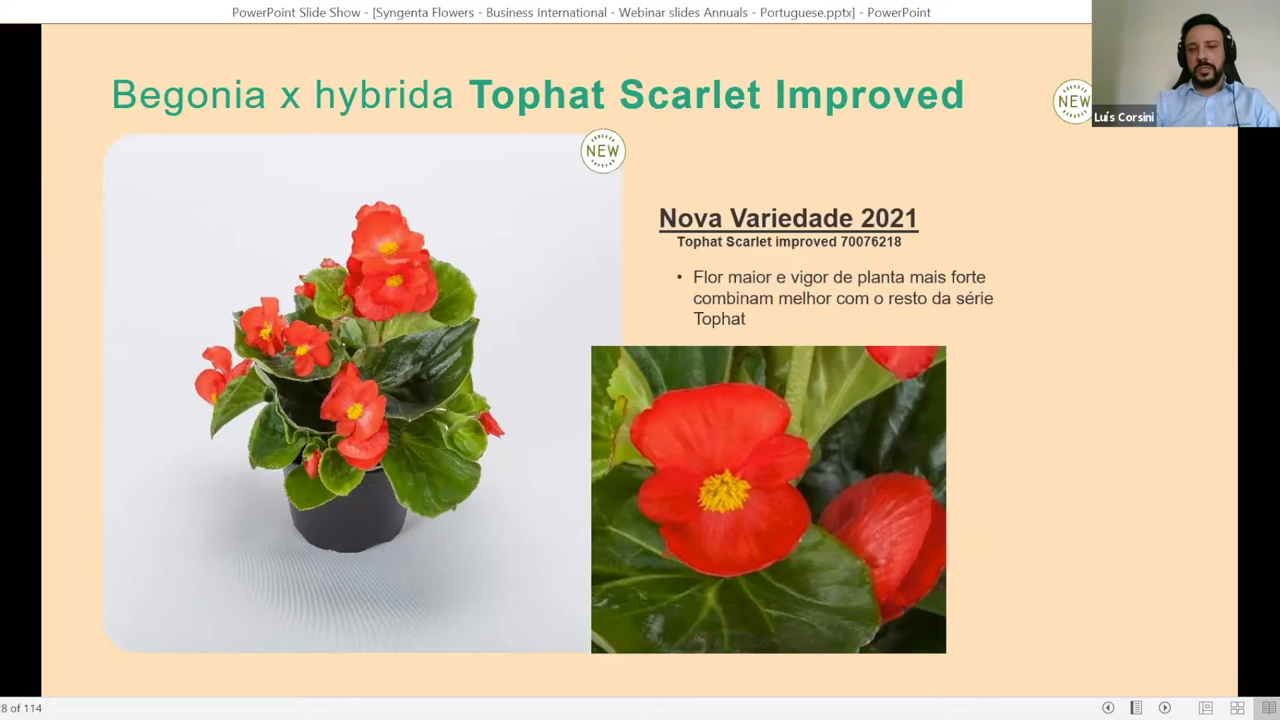 PowerPoint Slide Show - [Syngenta Flowers - Business International - Webinar slides Annuals - Portuguese.pptx] - PowerPoint
Begonia x hybrida Tophat Scarlet Improved
NEW
Luís Corsini
NEW
Nova Variedade 2021
Tophat Scarlet improved 70076218
• Flor maior e vigor de planta mais forte
combinam melhor com o resto da série
Tophat
8 of 114